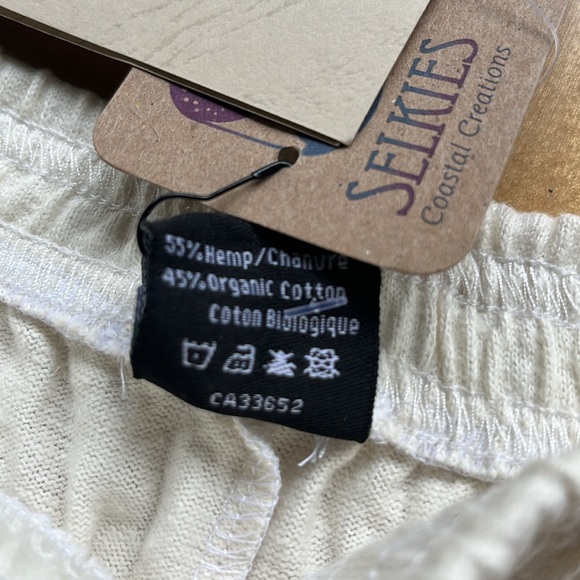 SELKIES
Coastal Creations
55%Hemp/Chanvre
45%Organic Cotton
Coton Biologique
CA33652